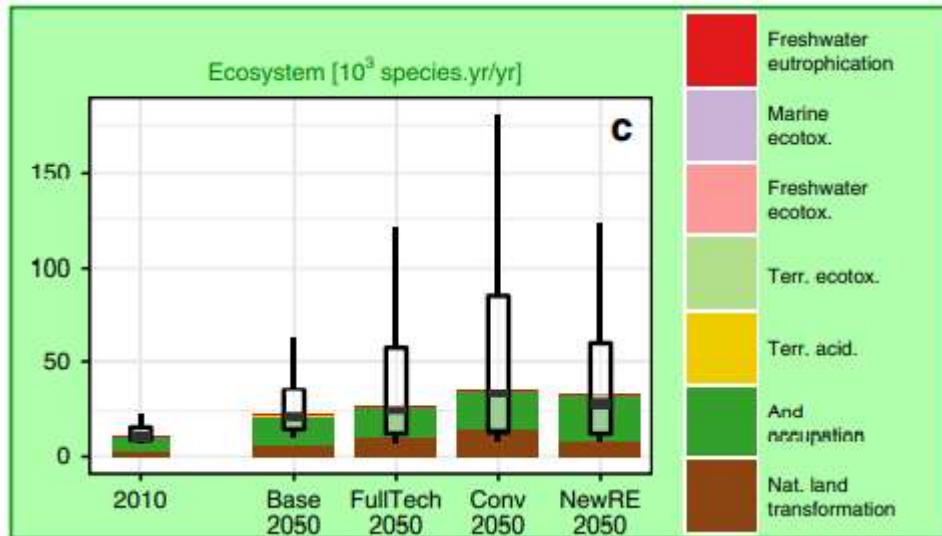 Ecosystem [10³ species.yr/yr]
c
150
100
50
0
2010
Base
2050
FullTech
2050
Conv
2050
NewRE
2050
Freshwater
eutrophication
Marine
ecotox.
Freshwater
ecotox.
Terr. ecotox.
Terr. acid.
And
occupation
Nat. land
transformation